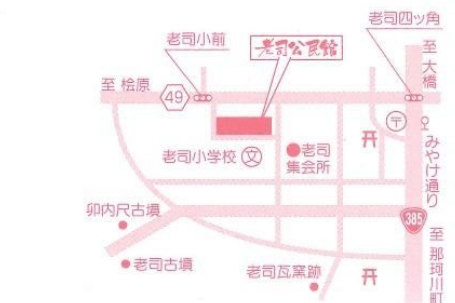 老司四ッ角
老司小前
老司公民館
至大橋
至 桧原
49
〒
みやけ通り
老司小学校 文
老司
集会所
卯内尺古墳
385
至那珂川町
老司古墳
老司瓦窯跡